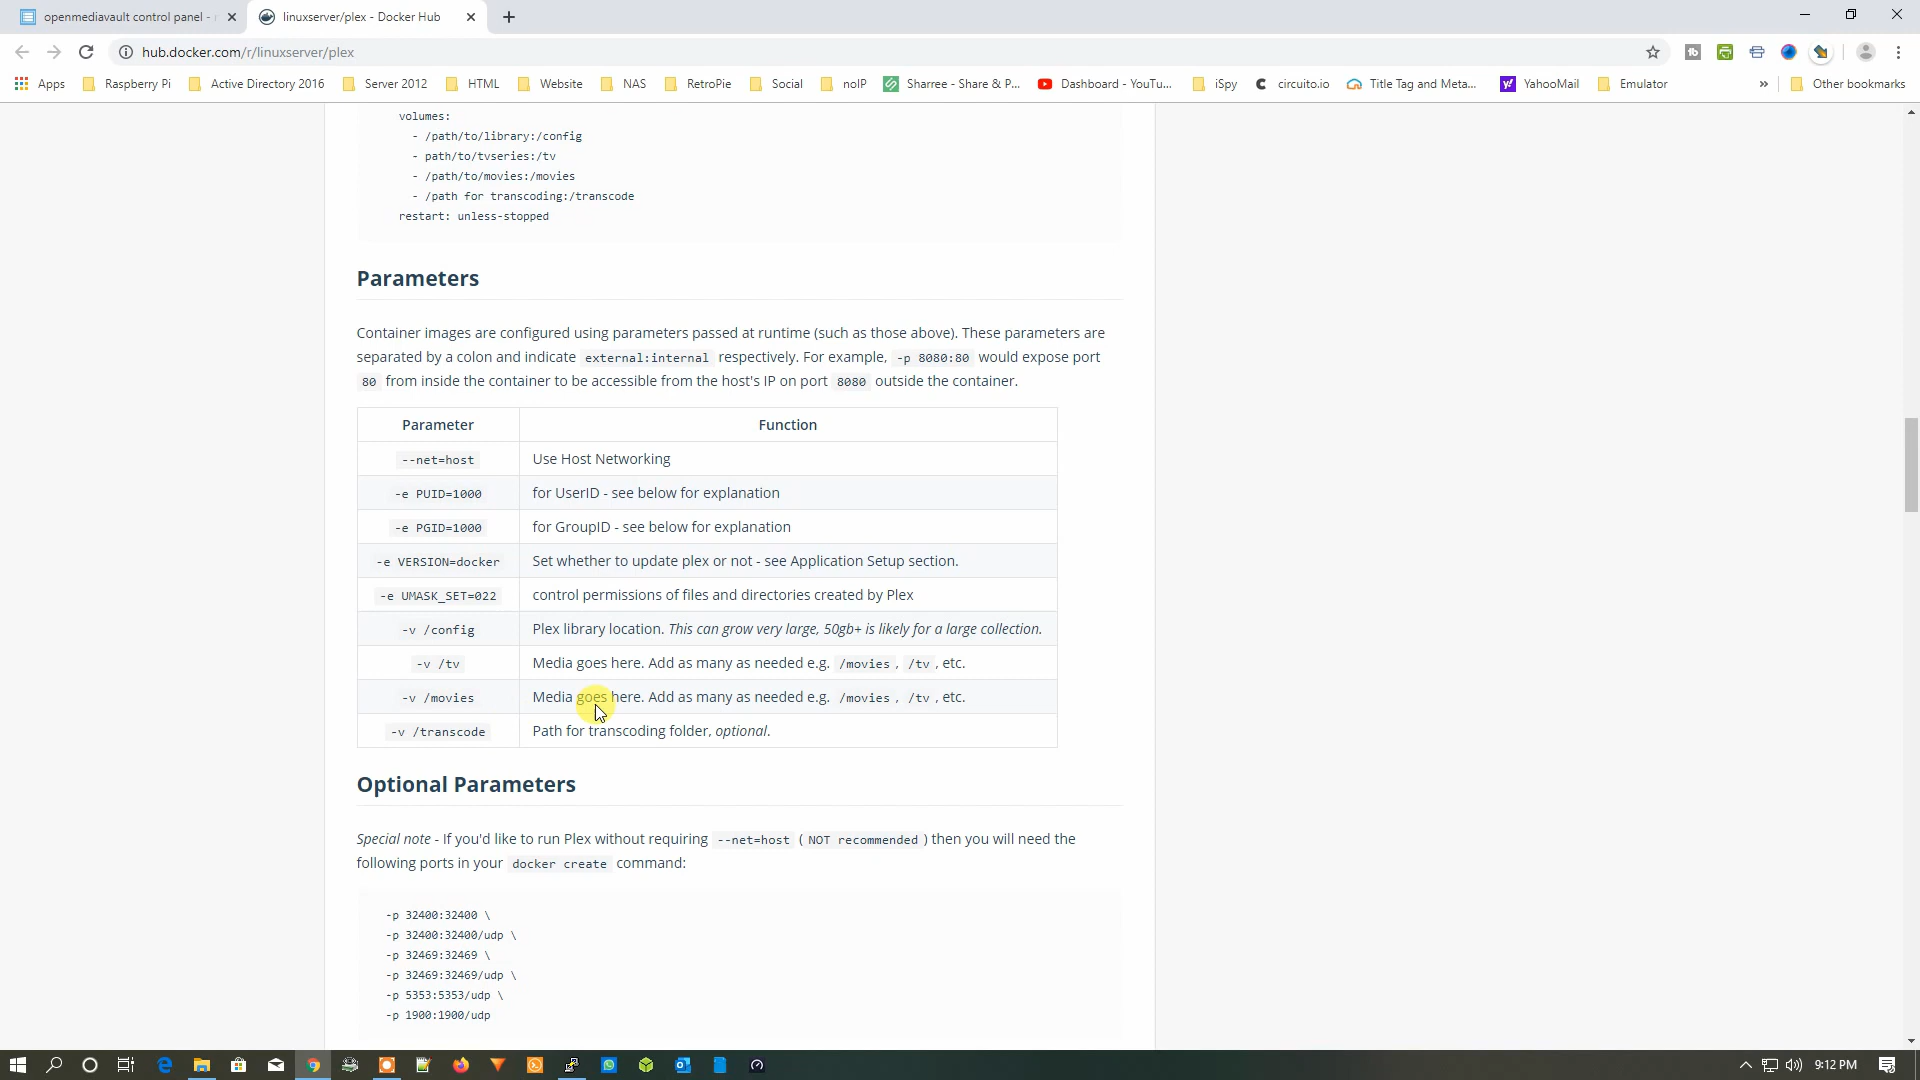 openmediavault control panel -
linuxserver/plex - Docker Hub
hub.docker.com/r/linuxserver/plex
Apps
Raspberry Pi
Active Directory 2016
Server 2012
HTML
Website
NAS
RetroPie
Social
noIP
Sharree - Share & P...
Dashboard - YouTu...
iSpy
circuito.io
Title Tag and Meta...
YahooMail
Emulator
»
Other bookmarks
volumes:
- /path/to/library:/config
- path/to/tvseries:/tv
- /path/to/movies:/movies
- /path for transcoding:/transcode
restart: unless-stopped
Parameters
Container images are configured using parameters passed at runtime (such as those above). These parameters are
separated by a colon and indicate external:internal respectively. For example, -p 8080:80 would expose port
80 from inside the container to be accessible from the host's IP on port 8080 outside the container.
Parameter Function
--net=host Use Host Networking
-e PUID=1000 for UserID - see below for explanation
-e PGID=1000 for GroupID - see below for explanation
-e VERSION=docker Set whether to update plex or not - see Application Setup section.
-e UMASK_SET=022 control permissions of files and directories created by Plex
-v /config Plex library location. This can grow very large, 50gb+ is likely for a large collection.
-v /tv Media goes here. Add as many as needed e.g. /movies , /tv , etc.
-v /movies Media goes here. Add as many as needed e.g. /movies , /tv , etc.
-v /transcode Path for transcoding folder, optional.
Optional Parameters
Special note - If you'd like to run Plex without requiring --net=host ( NOT recommended ) then you will need the
following ports in your docker create command:
-p 32400:32400 \
-p 32400:32400/udp \
-p 32469:32469 \
-p 32469:32469/udp \
-p 5353:5353/udp \
-p 1900:1900/udp
9:12 PM